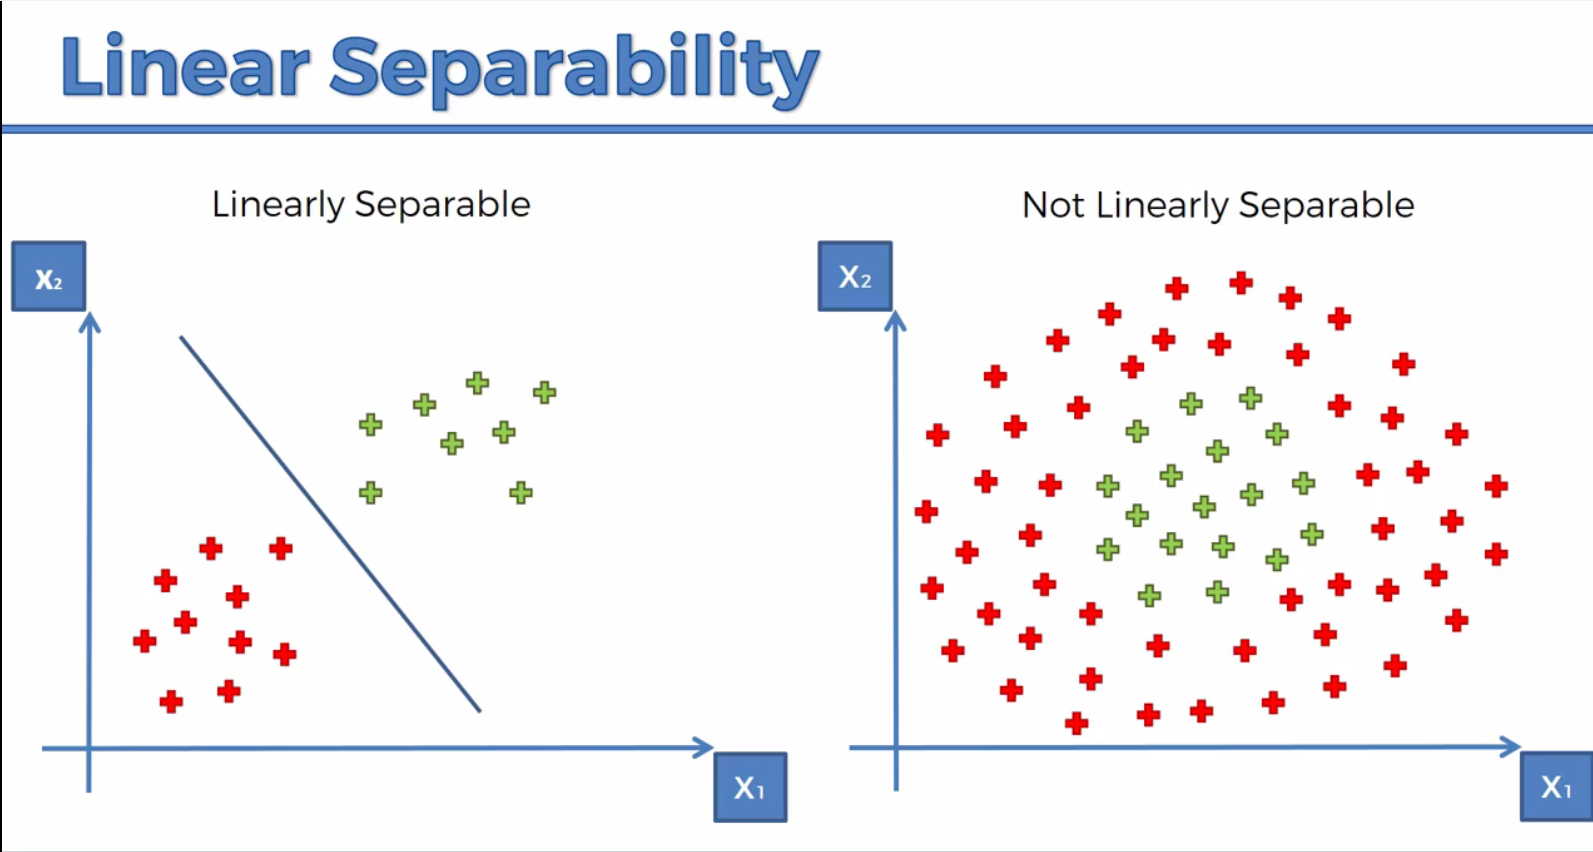 Linear Separability
Linearly Separable
Not Linearly Separable
x₂
X₂
X₁
X₁